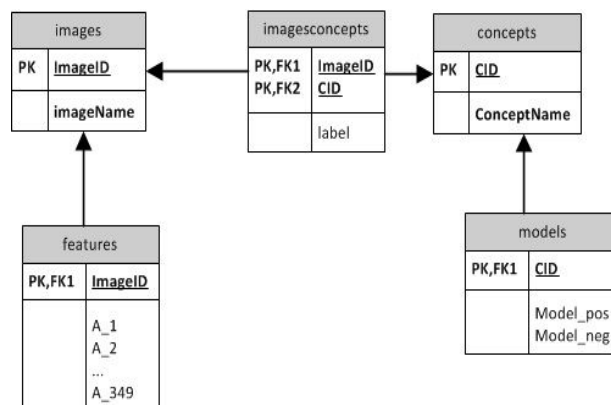 images
PK ImageID
imageName
imagesconcepts
PK,FK1 ImageID
PK,FK2 CID
label
concepts
PK CID
ConceptName
features
PK,FK1 ImageID
A_1
A_2
...
A_349
models
PK,FK1 CID
Model_pos
Model_neg